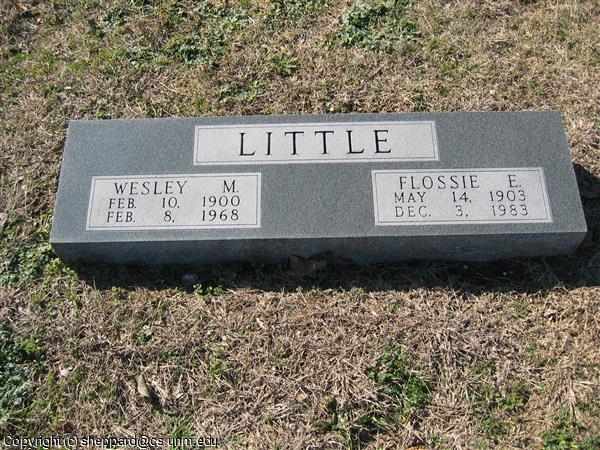 LITTLE
WESLEY M.
FEB. 10, 1900
FEB. 8, 1968
FLOSSIE E.
MAY 14, 1903
DEC. 3, 1983
Copyright (c) sheppard@cs.unm.edu